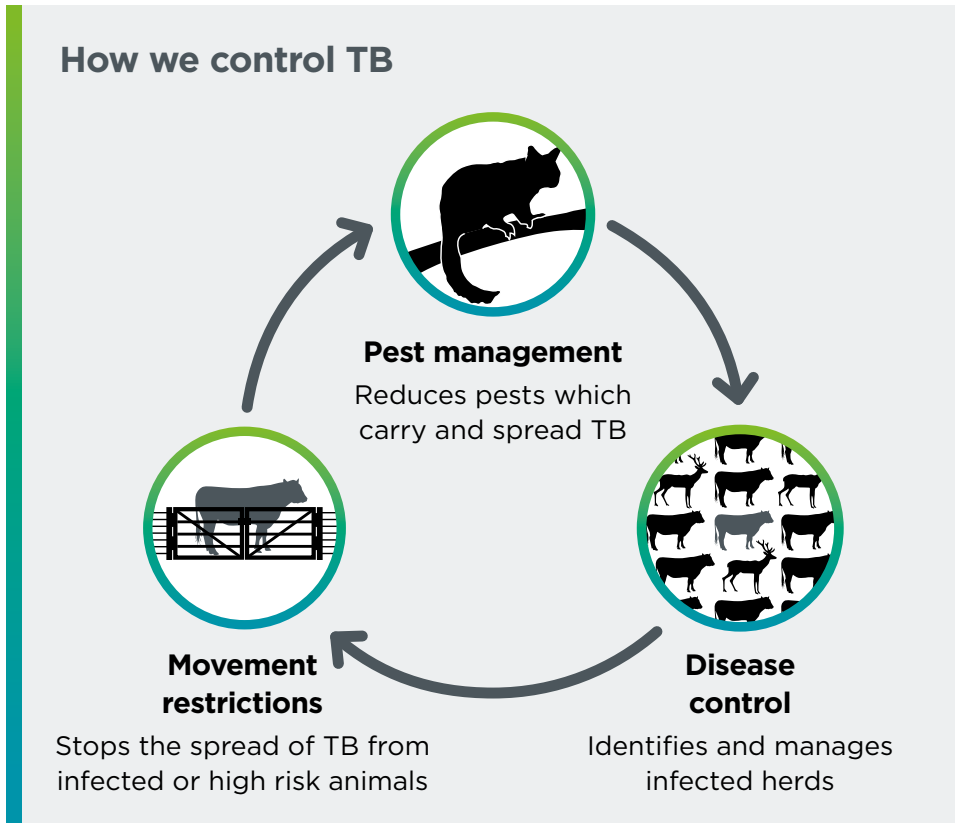 How we control TB
Pest management
Reduces pests which
carry and spread TB
Movement
restrictions
Stops the spread of TB from
infected or high risk animals
Disease
control
Identifies and manages
infected herds